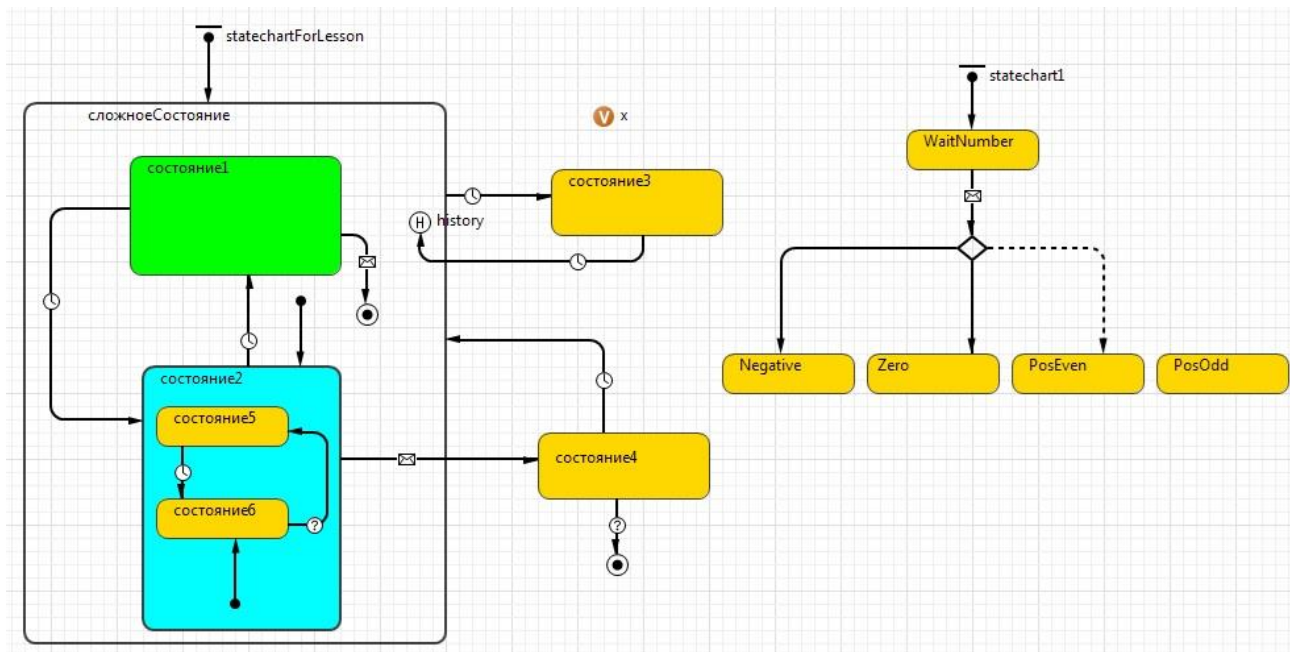 statechartForLesson
сложноеСостояние
состояние1
состояние2
состояние5
состояние6
V x
состояние3
H history
состояние4
?
?
statechart1
WaitNumber
Negative
Zero
PosEven
PosOdd